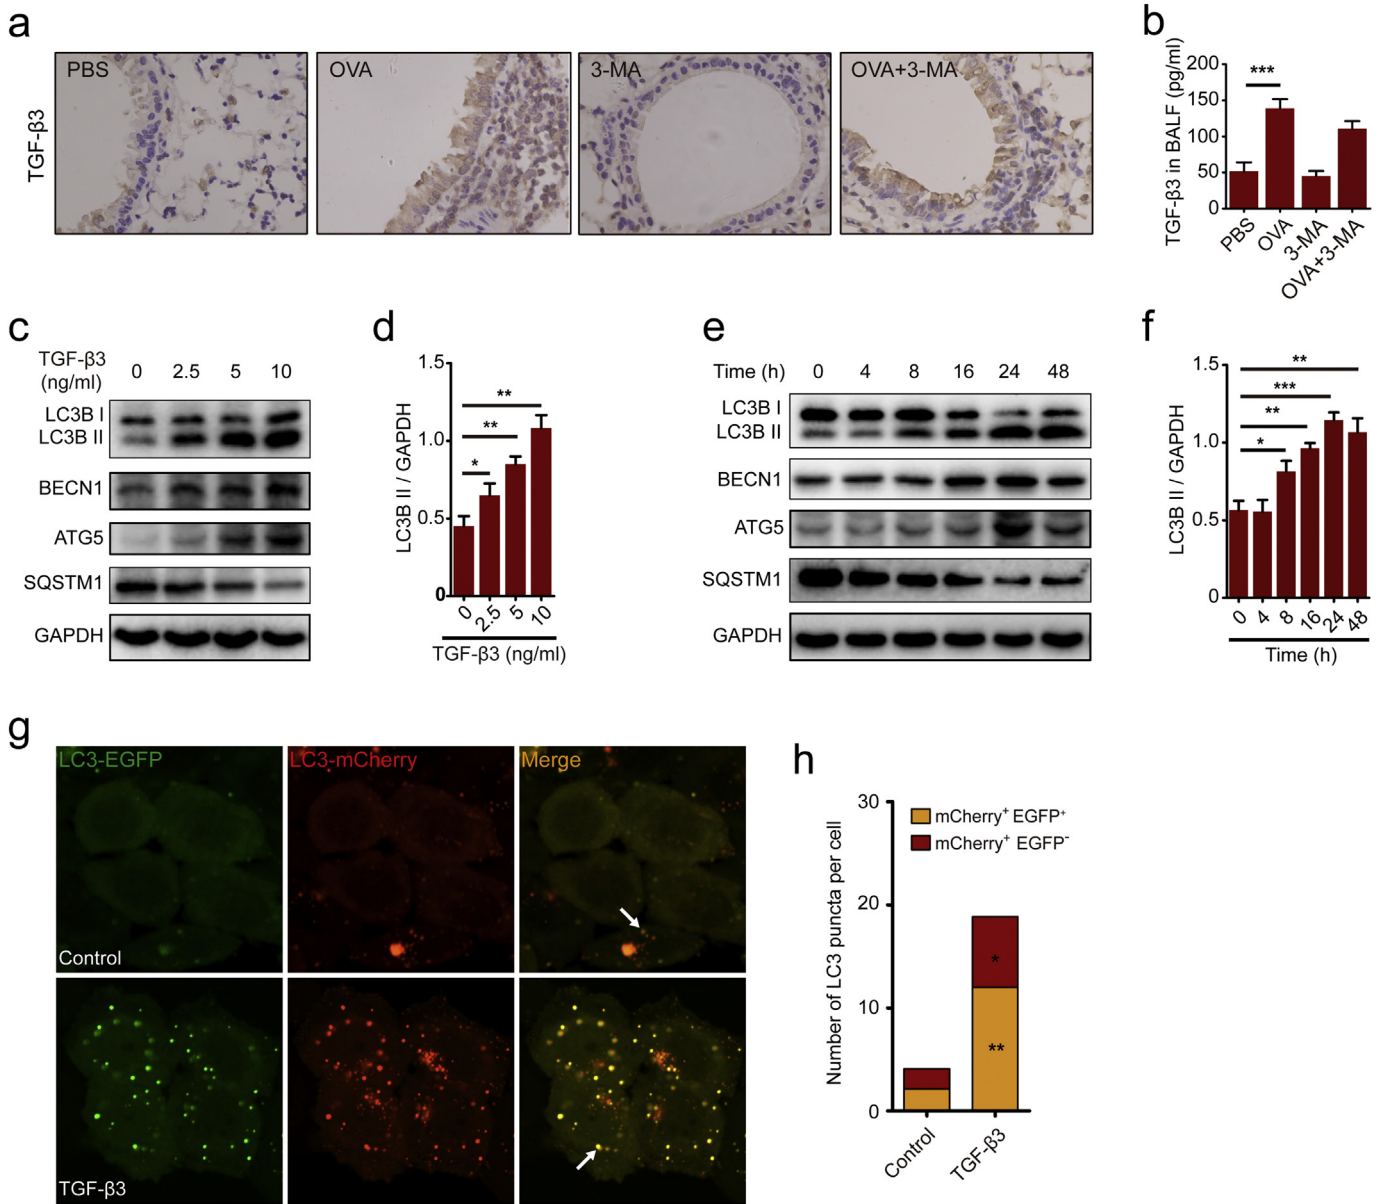 a
PBS
OVA
3-MA
OVA+3-MA
TGF-β3
b
TGF-β3 in BALF (pg/ml)
200
150
100
50
0
***
PBS
OVA
3-MA
OVA+3-MA
c
TGF-β3
(ng/ml)
0 2.5 5 10
LC3B I
LC3B II
BECN1
ATG5
SQSTM1
GAPDH
d
LC3B II / GAPDH
1.5
1.0
0.5
0
**
**
*
0 2.5 5 10
TGF-β3 (ng/ml)
e
Time (h) 0 4 8 16 24 48
LC3B I
LC3B II
BECN1
ATG5
SQSTM1
GAPDH
f
LC3B II / GAPDH
1.5
1.0
0.5
0
**
***
**
*
0 4 8 16 24 48
Time (h)
g
LC3-EGFP
LC3-mCherry
Merge
Control
TGF-β3
h
Number of LC3 puncta per cell
30
20
10
0
mCherry⁺ EGFP⁺
mCherry⁺ EGFP⁻
*
**
Control
TGF-β3